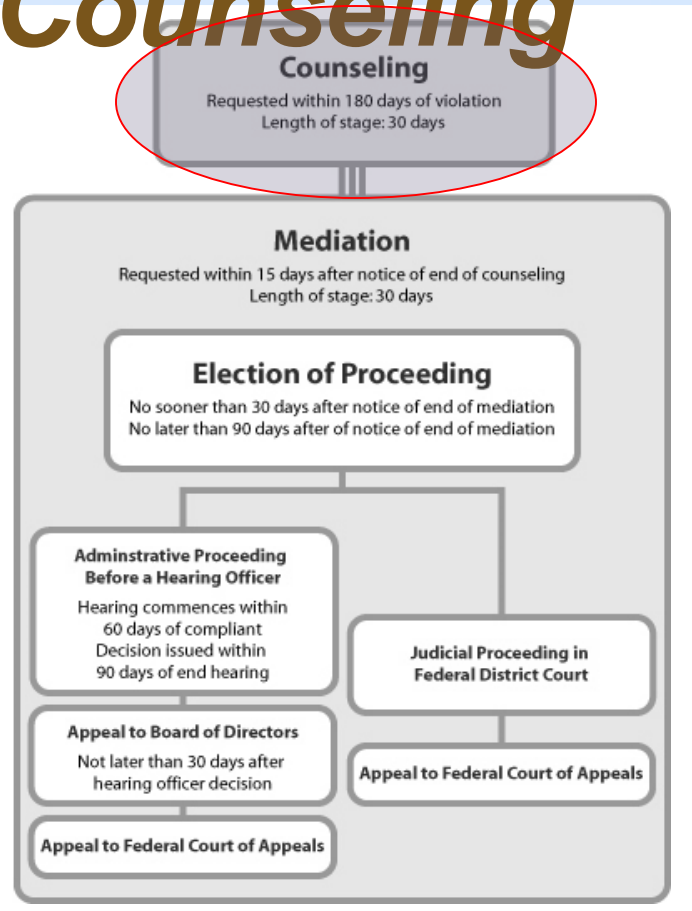 Counseling
Counseling
Requested within 180 days of violation
Length of stage: 30 days
Mediation
Requested within 15 days after notice of end of counseling
Length of stage: 30 days
Election of Proceeding
No sooner than 30 days after notice of end of mediation
No later than 90 days after of notice of end of mediation
Adminstrative Proceeding
Before a Hearing Officer
Hearing commences within
60 days of compliant
Decision issued within
90 days of end hearing
Appeal to Board of Directors
Not later than 30 days after
hearing officer decision
Appeal to Federal Court of Appeals
Judicial Proceeding in
Federal District Court
Appeal to Federal Court of Appeals